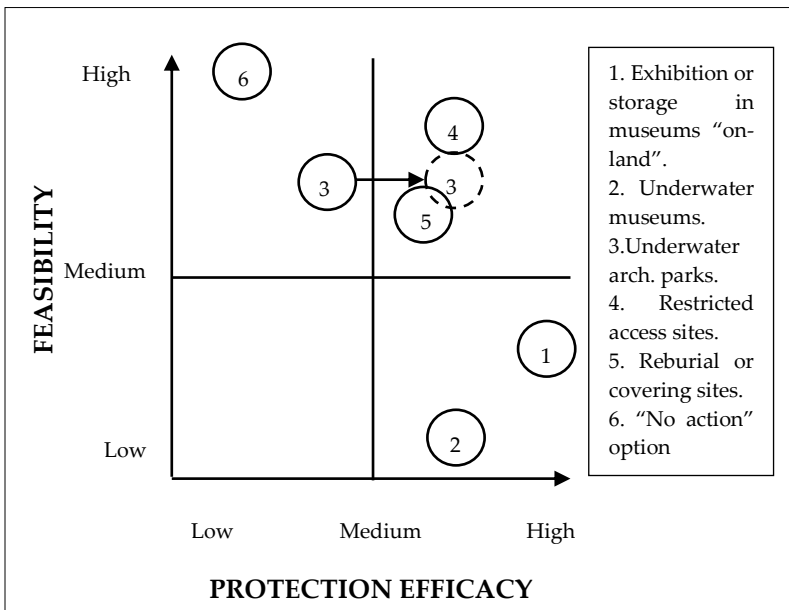 High
6
4
3
3
5
FEASIBILITY
Medium
1
2
Low
Low Medium High
PROTECTION EFFICACY
1. Exhibition or
storage in
museums “on-
land”.
2. Underwater
museums.
3.Underwater
arch. parks.
4. Restricted
access sites.
5. Reburial or
covering sites.
6. “No action”
option